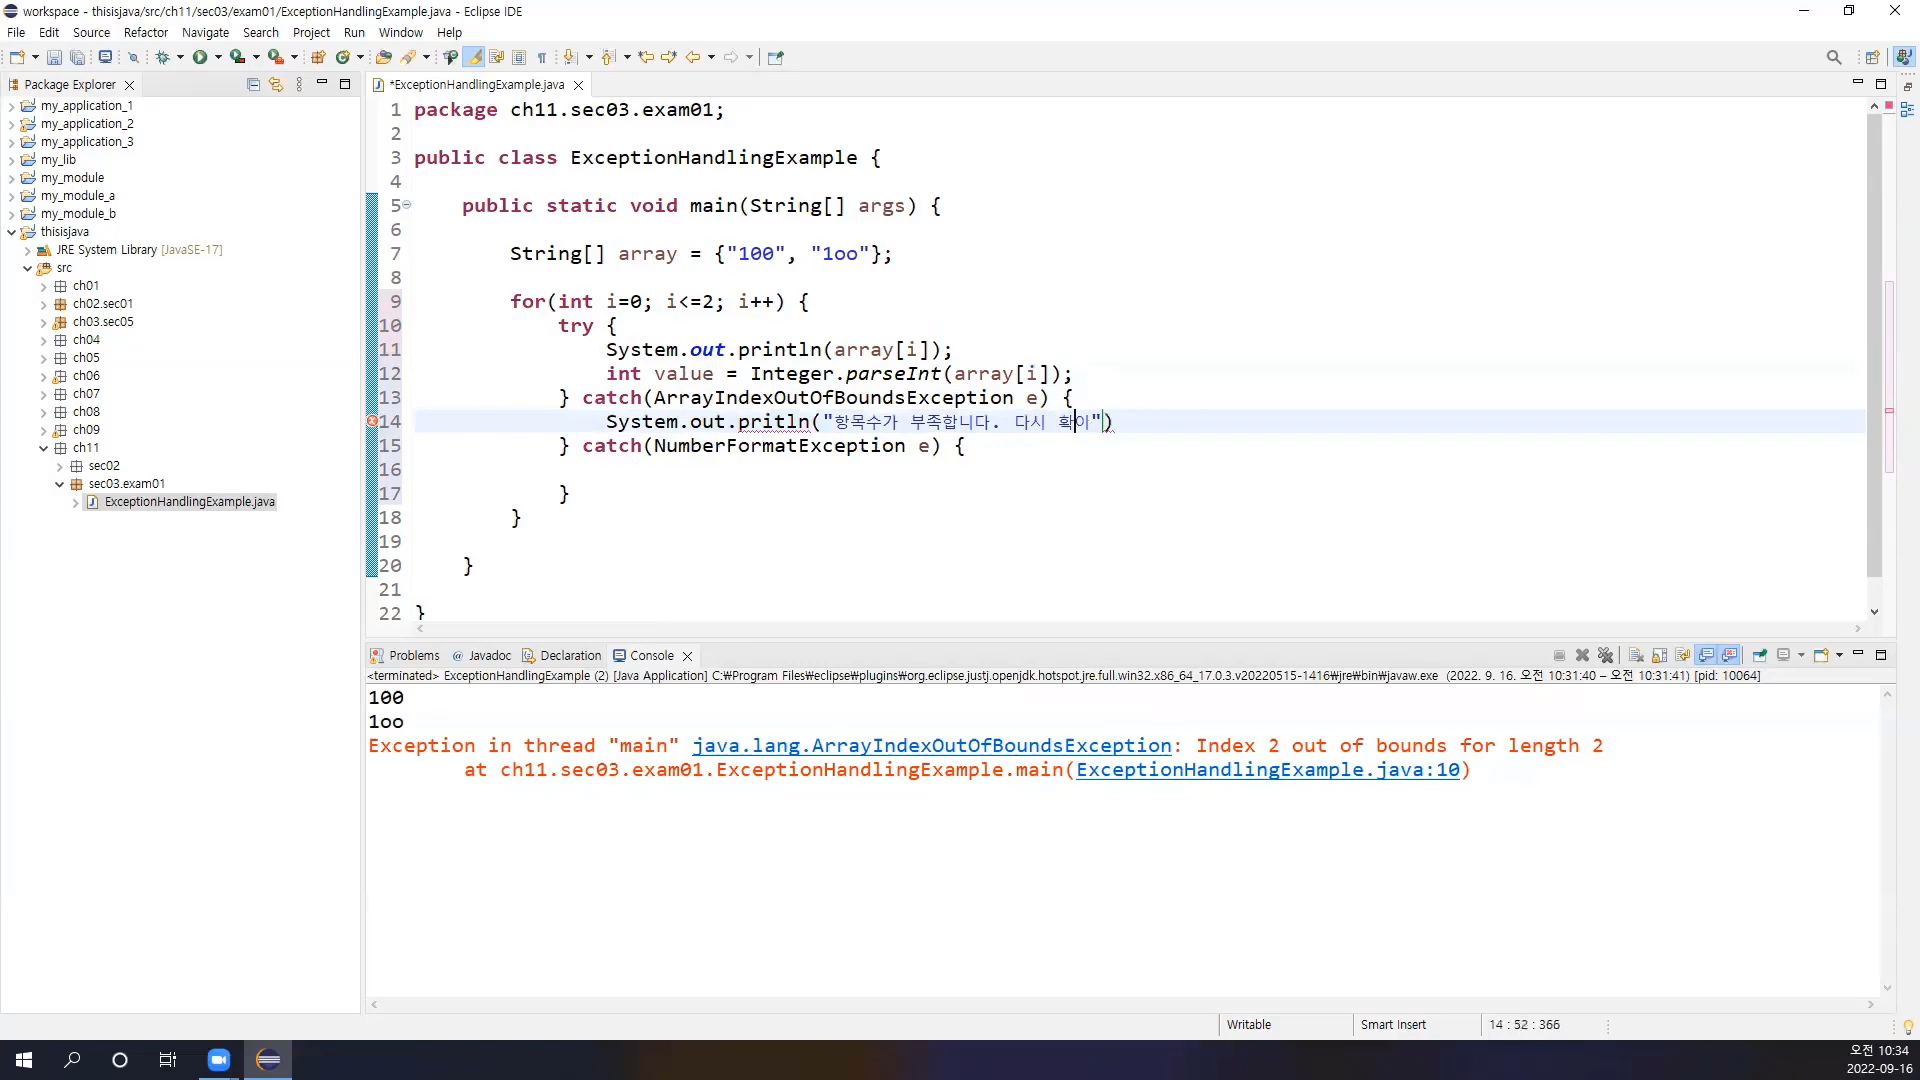 workspace - thisisjava/src/ch11/sec03/exam01/ExceptionHandlingExample.java - Eclipse IDE
File Edit Source Refactor Navigate Search Project Run Window Help
Package Explorer
*ExceptionHandlingExample.java
my_application_1
my_application_2
my_application_3
my_lib
my_module
my_module_a
my_module_b
thisisjava
JRE System Library [JavaSE-17]
src
ch01
ch02.sec01
ch03.sec05
ch04
ch05
ch06
ch07
ch08
ch09
ch11
sec02
sec03.exam01
ExceptionHandlingExample.java
1 package ch11.sec03.exam01;
2
3 public class ExceptionHandlingExample {
4
5 public static void main(String[] args) {
6
7 String[] array = {"100", "1oo"};
8
9 for(int i=0; i<=2; i++) {
10 try {
11 System.out.println(array[i]);
12 int value = Integer.parseInt(array[i]);
13 } catch(ArrayIndexOutOfBoundsException e) {
14 System.out.pritln("항목수가 부족합니다. 다시 확이")
15 } catch(NumberFormatException e) {
16
17 }
18 }
19
20 }
21
22 }
Problems @ Javadoc Declaration Console
<terminated> ExceptionHandlingExample (2) [Java Application] C:₩Program Files₩eclipse₩plugins₩org.eclipse.justj.openjdk.hotspot.jre.full.win32.x86_64_17.0.3.v20220515-1416₩jre₩bin₩javaw.exe (2022. 9. 16. 오전 10:31:40 – 오전 10:31:41) [pid: 10064]
100
1oo
Exception in thread "main" java.lang.ArrayIndexOutOfBoundsException: Index 2 out of bounds for length 2
at ch11.sec03.exam01.ExceptionHandlingExample.main(ExceptionHandlingExample.java:10)
Writable Smart Insert 14 : 52 : 366
오전 10:34
2022-09-16